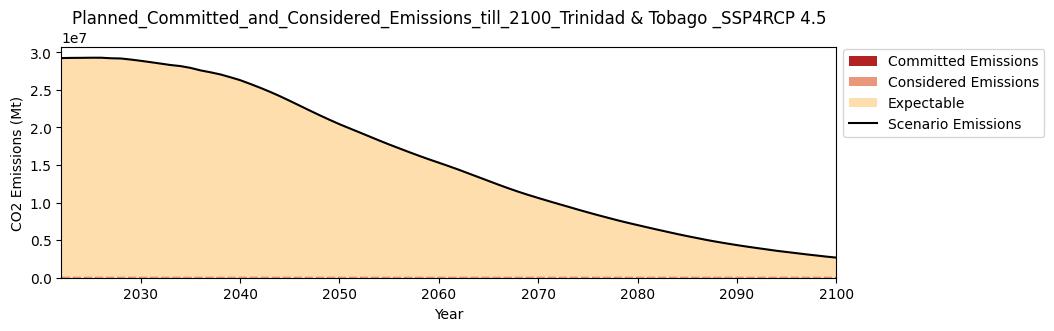 Planned_Committed_and_Considered_Emissions_till_2100_Trinidad & Tobago _SSP4RCP 4.5
1e7
3.0
2.5
2.0
1.5
1.0
0.5
0.0
CO2 Emissions (Mt)
2030 2040 2050 2060 2070 2080 2090 2100
Year
Committed Emissions
Considered Emissions
Expectable
Scenario Emissions